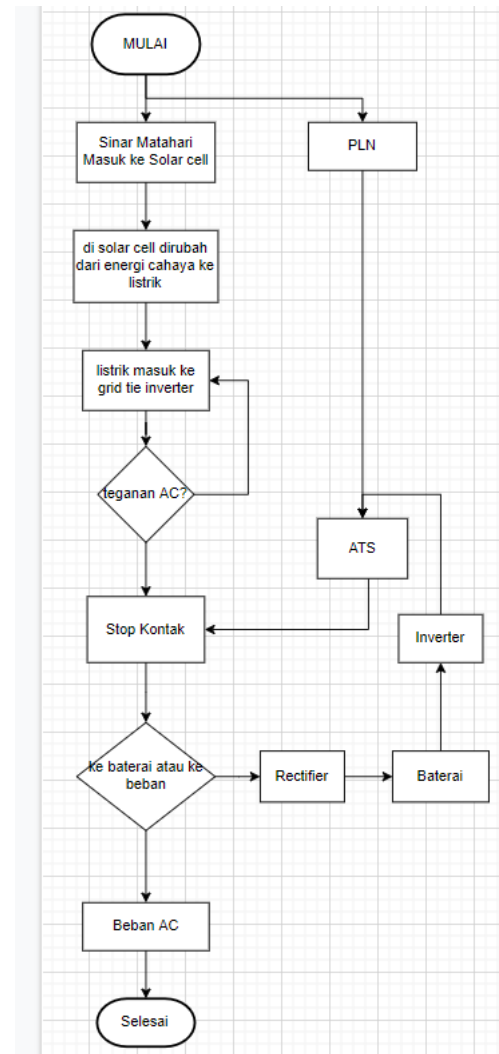 MULAI
Sinar Matahari
Masuk ke Solar cell
PLN
di solar cell dirubah
dari energi cahaya ke
listrik
listrik masuk ke
grid tie inverter
teganan AC?
ATS
Stop Kontak
Inverter
ke baterai atau ke
beban
Rectifier
Baterai
Beban AC
Selesai